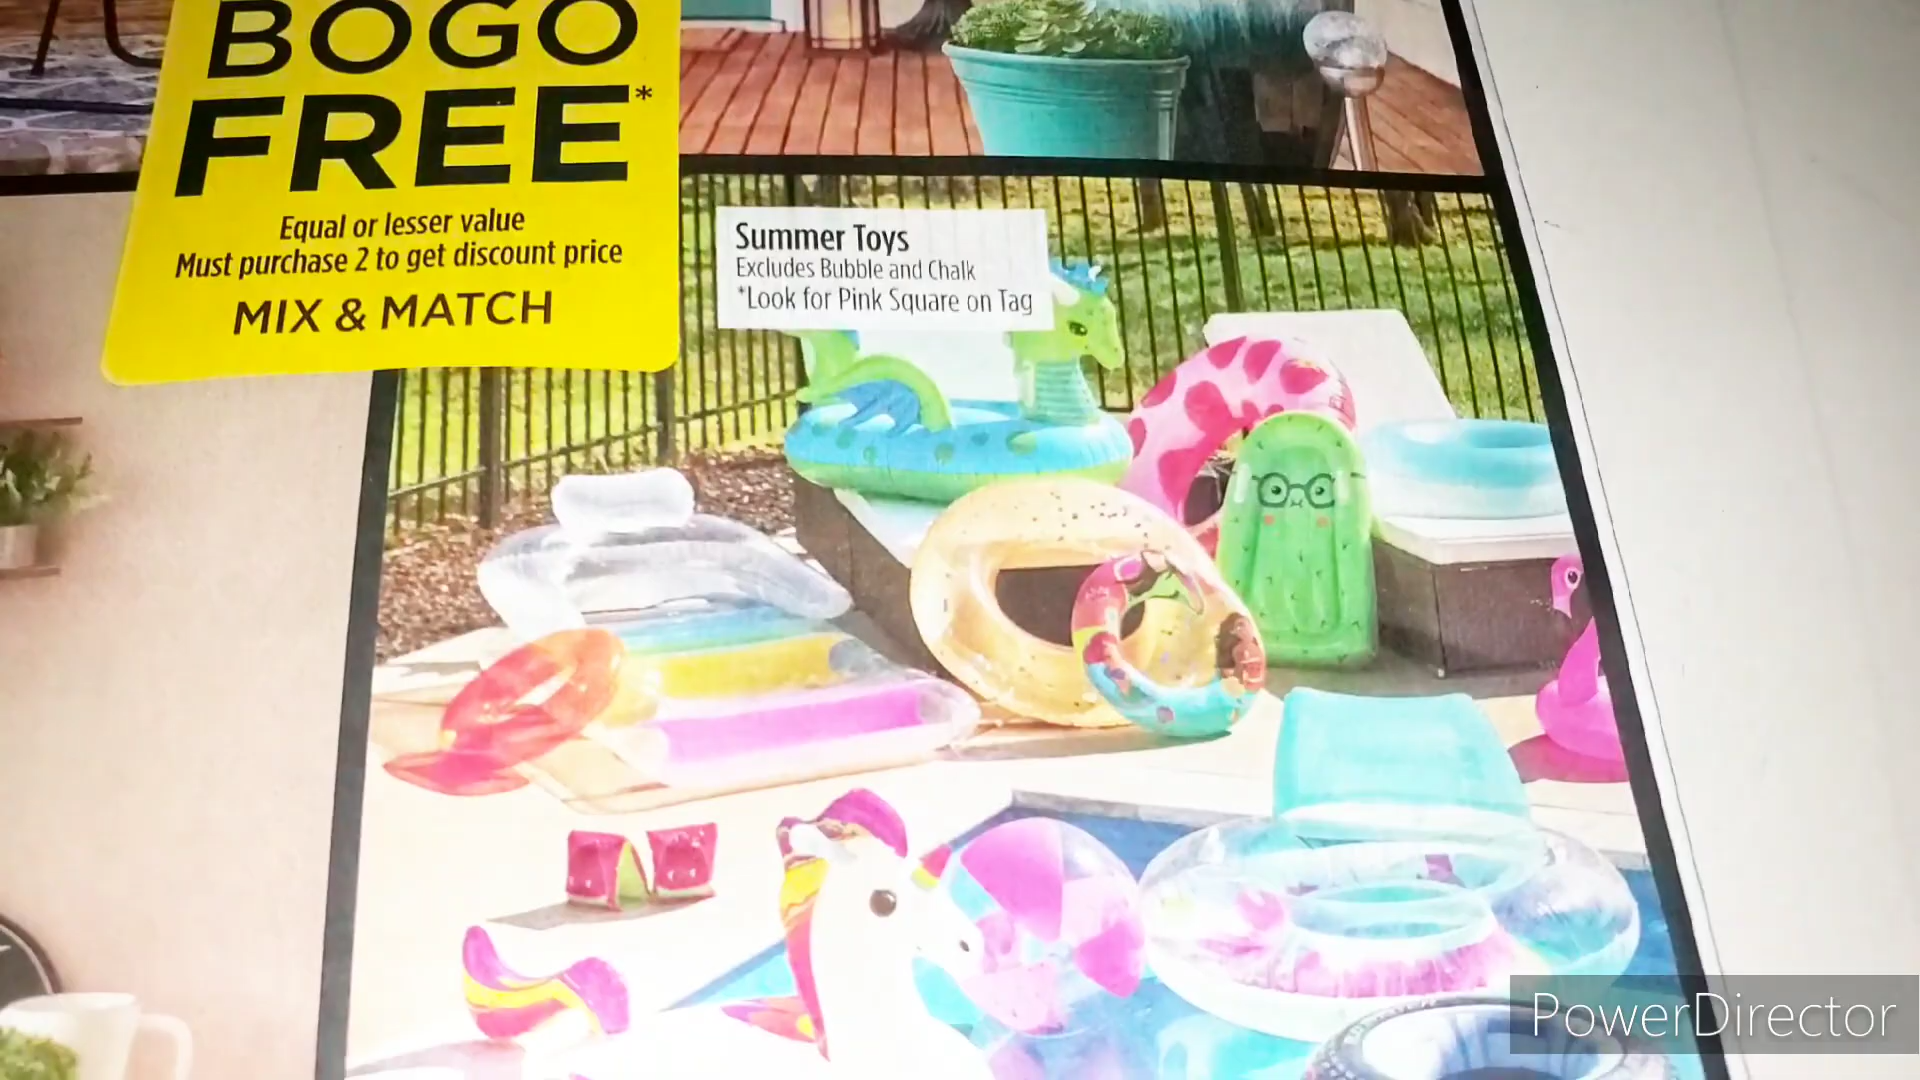 BOGO
FREE*
Equal or lesser value
Must purchase 2 to get discount price
MIX & MATCH
Summer Toys
Excludes Bubble and Chalk
*Look for Pink Square on Tag
PowerDirector